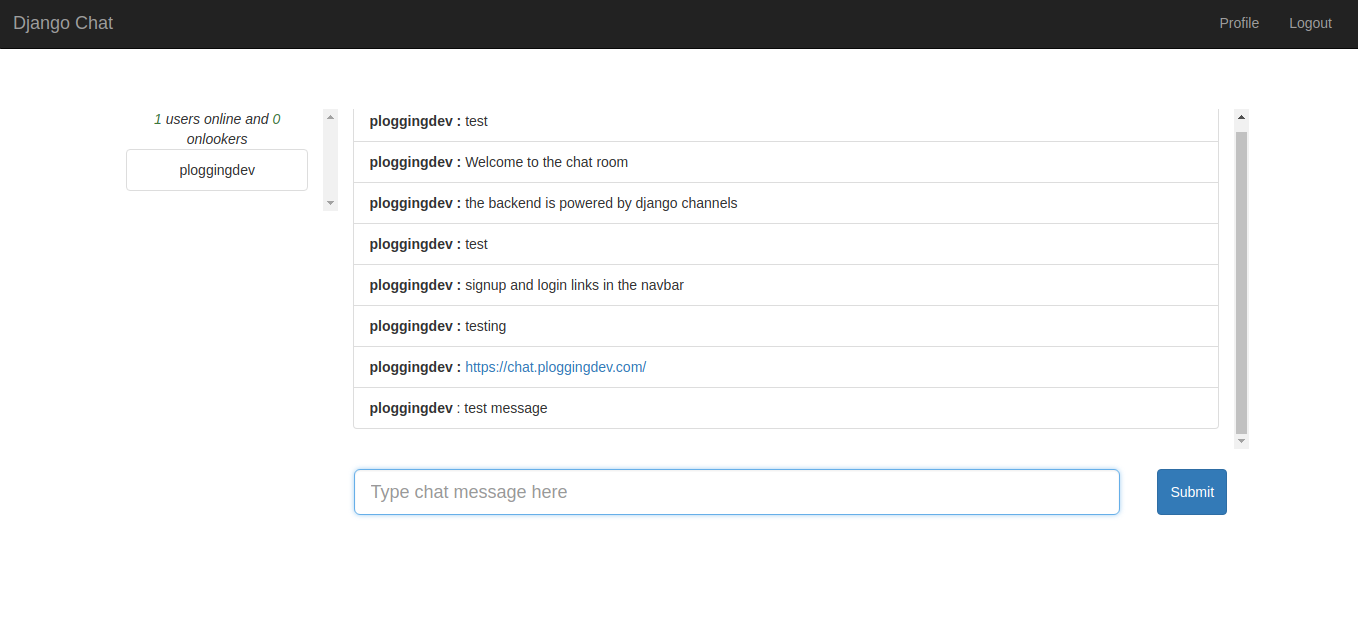 Django Chat
Profile
Logout
1 users online and 0
onlookers
ploggingdev
ploggingdev : test
ploggingdev : Welcome to the chat room
ploggingdev : the backend is powered by django channels
ploggingdev : test
ploggingdev : signup and login links in the navbar
ploggingdev : testing
ploggingdev : https://chat.ploggingdev.com/
ploggingdev : test message
Type chat message here
Submit